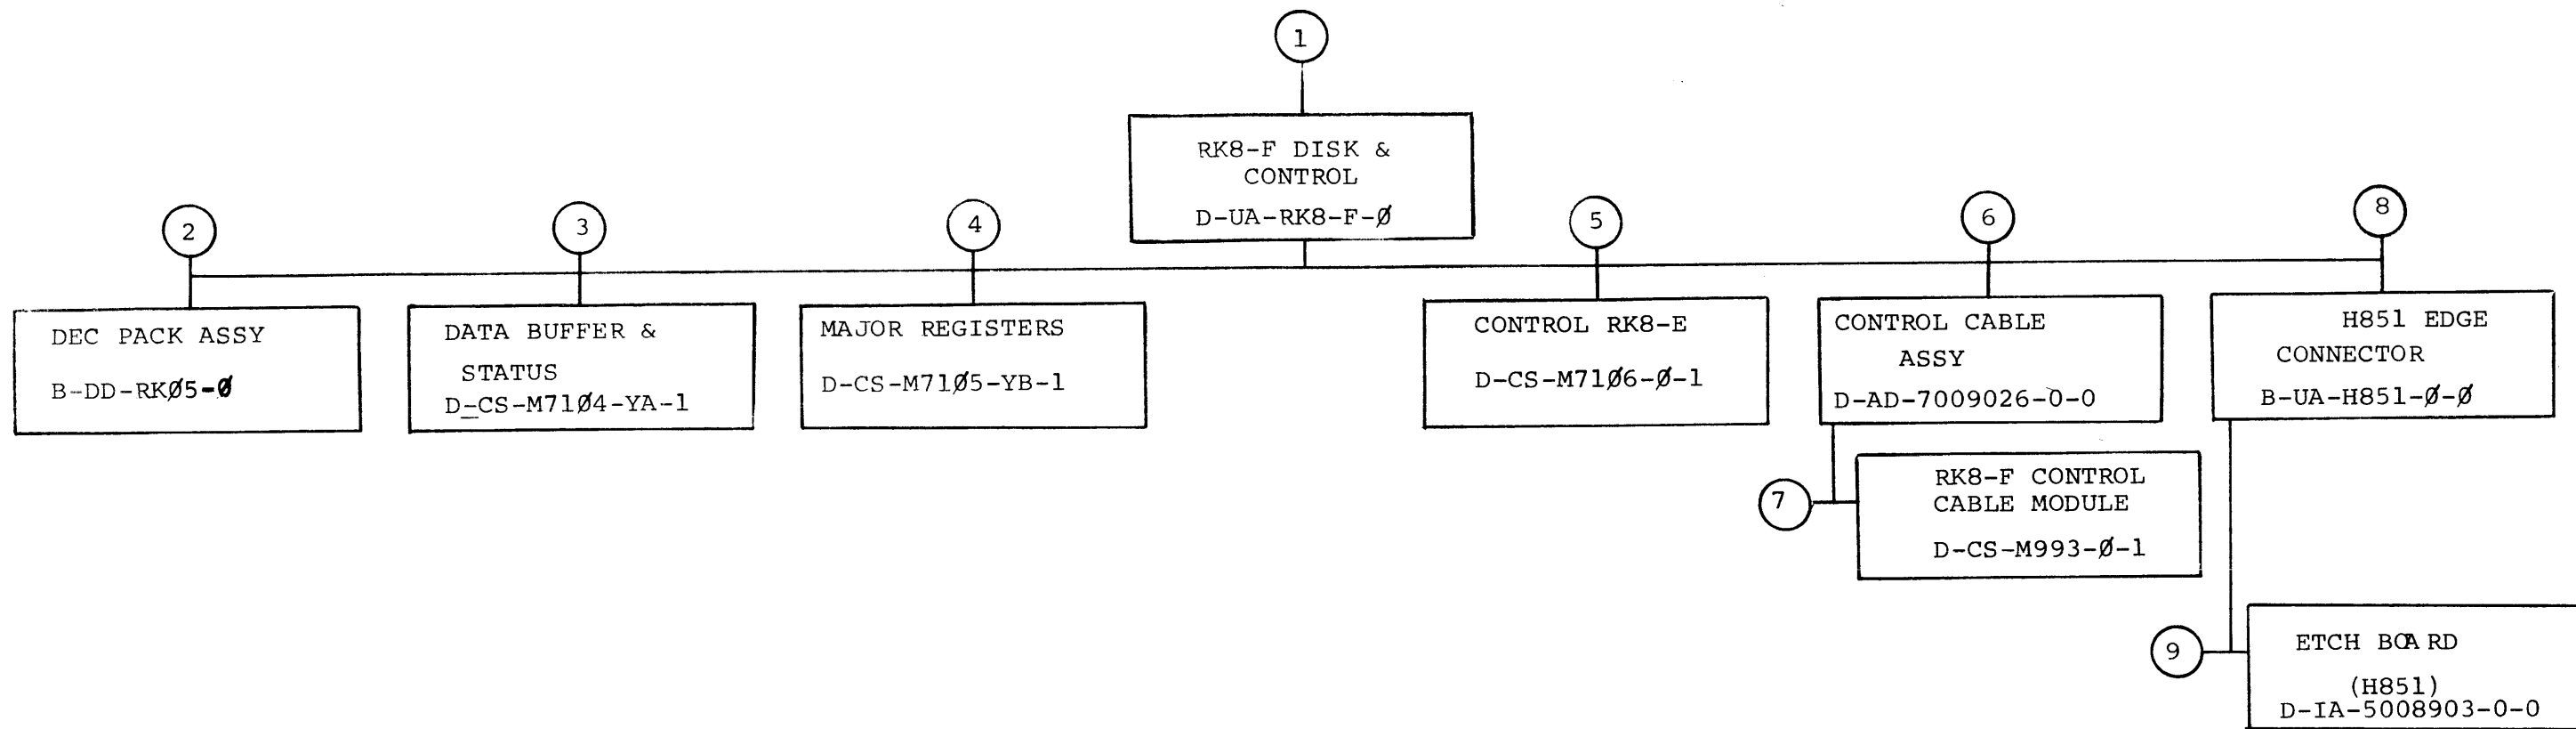 1
RK8-F DISK &
CONTROL
D-UA-RK8-F-Ø
2
DEC PACK ASSY
B-DD-RKØ5-Ø
3
DATA BUFFER &
STATUS
D-CS-M71Ø4-YA-1
4
MAJOR REGISTERS
D-CS-M71Ø5-YB-1
5
CONTROL RK8-E
D-CS-M71Ø6-Ø-1
6
CONTROL CABLE
ASSY
D-AD-7009026-0-0
7
RK8-F CONTROL
CABLE MODULE
D-CS-M993-Ø-1
8
H851 EDGE
CONNECTOR
B-UA-H851-Ø-Ø
9
ETCH BOARD
(H851)
D-IA-5008903-0-0